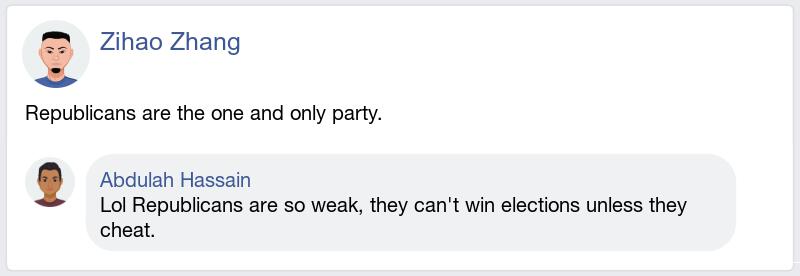 Zihao Zhang
Republicans are the one and only party.
Abdulah Hassain
Lol Republicans are so weak, they can't win elections unless they
cheat.